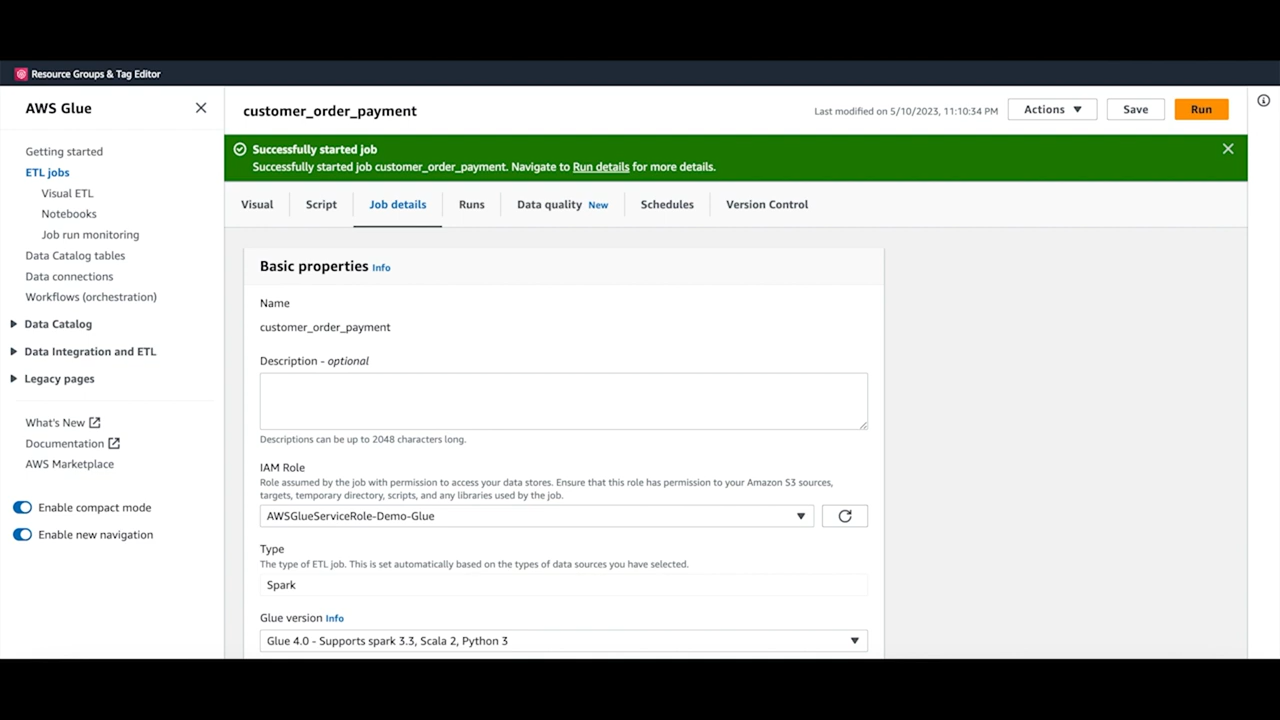 Resource Groups & Tag Editor
AWS Glue
Getting started
ETL jobs
Visual ETL
Notebooks
Job run monitoring
Data Catalog tables
Data connections
Workflows (orchestration)
Data Catalog
Data Integration and ETL
Legacy pages
What's New
Documentation
AWS Marketplace
Enable compact mode
Enable new navigation
customer_order_payment
Last modified on 5/10/2023, 11:10:34 PM
Actions
Save
Run
Successfully started job
Successfully started job customer_order_payment. Navigate to Run details for more details.
Visual
Script
Job details
Runs
Data quality New
Schedules
Version Control
Basic properties Info
Name
customer_order_payment
Description - optional
Descriptions can be up to 2048 characters long.
IAM Role
Role assumed by the job with permission to access your data stores. Ensure that this role has permission to your Amazon S3 sources,
targets, temporary directory, scripts, and any libraries used by the job.
AWSGlueServiceRole-Demo-Glue
Type
The type of ETL job. This is set automatically based on the types of data sources you have selected.
Spark
Glue version Info
Glue 4.0 - Supports spark 3.3, Scala 2, Python 3